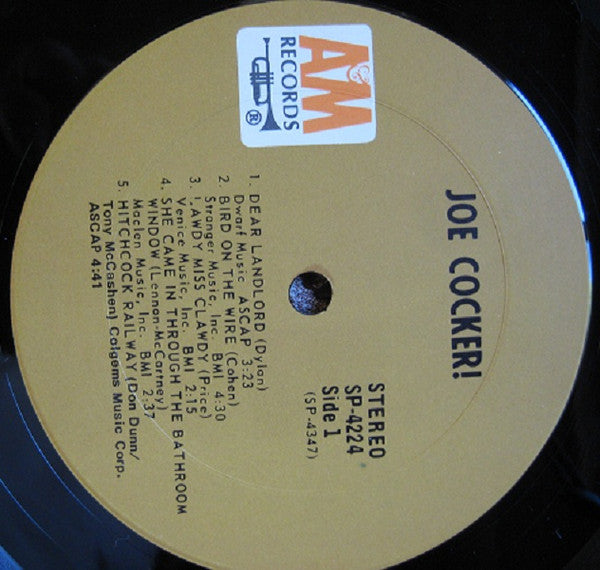 A&M
RECORDS
®
JOE COCKER!
STEREO
SP-4224
Side 1
(SP-4347)
1. DEAR LANDLORD (Dylan)
Dwarf Music ASCAP 3:23
2. BIRD ON THE WIRE (Cohen)
Stranger Music, Inc. BMI 4:30
3. LAWDY MISS CLAWDY (Price)
Venice Music, Inc. BMI 2:15
4. SHE CAME IN THROUGH THE BATHROOM
WINDOW (Lennon-McCartney)
Maclen Music, Inc. BMI 2:37
5. HITCHCOCK RAILWAY (Don Dunn/
Tony McCashen) Colgems Music Corp.
ASCAP 4:41